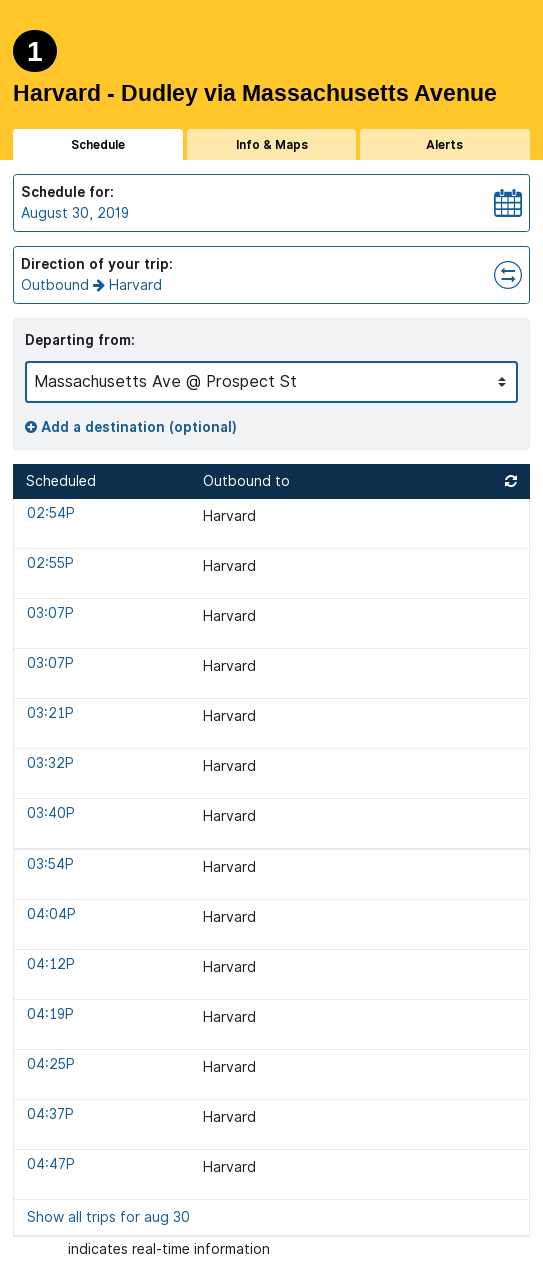 1
Harvard - Dudley via Massachusetts Avenue
Schedule Info & Maps Alerts
Schedule for:
August 30, 2019
Direction of your trip:
Outbound Harvard
Departing from:
Massachusetts Ave @ Prospect St
Add a destination (optional)
Scheduled Outbound to
02:54P Harvard
02:55P Harvard
03:07P Harvard
03:07P Harvard
03:21P Harvard
03:32P Harvard
03:40P Harvard
03:54P Harvard
04:04P Harvard
04:12P Harvard
04:19P Harvard
04:25P Harvard
04:37P Harvard
04:47P Harvard
Show all trips for aug 30
indicates real-time information